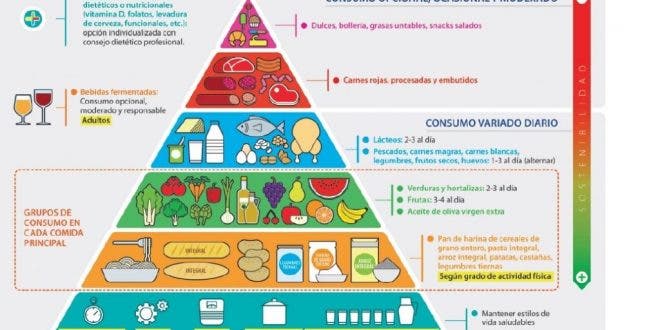 CONSUMO OPCIONAL, OCASIONAL Y MODERADO
dietéticos o nutricionales
(vitamina D, folatos, levadura
de cerveza, funcionales, etc.):
opción individualizada con
consejo dietético profesional.
Dulces, bollería, grasas untables, snacks salados
Carnes rojas, procesadas y embutidos
Bebidas fermentadas:
Consumo opcional,
moderado y responsable
Adultos
CONSUMO VARIADO DIARIO
Lácteos: 2-3 al día
Pescados, carnes magras, carnes blancas,
legumbres, frutos secos, huevos: 1-3 al día (alternar)
SOSTENIBILIDAD
Verduras y hortalizas: 2-3 al día
Frutas: 3-4 al día
Aceite de oliva virgen extra
GRUPOS DE
CONSUMO EN
CADA COMIDA
PRINCIPAL
INTEGRAL
INTEGRAL
Pan de harina de cereales de
grano entero, pasta integral,
arroz integral, patatas, castañas,
legumbres tiernas
Según grado de actividad física
Mantener estilos de
vida saludables